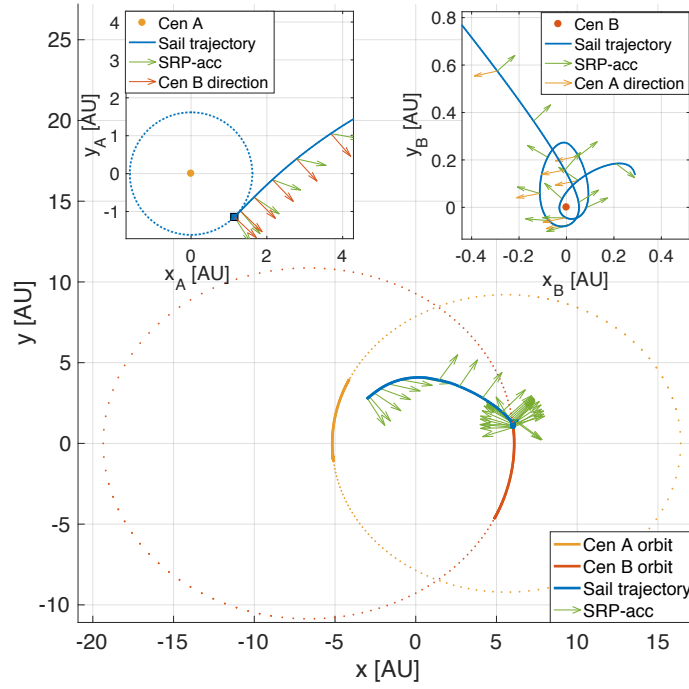 25
20
15
10
5
0
-5
-10
y [AU]
-20
-15
-10
-5
0
5
10
15
x [AU]
4
3
2
1
0
-1
y_A [AU]
0
2
4
x_A [AU]
Cen A
Sail trajectory
SRP-acc
Cen B direction
0.8
0.6
0.4
0.2
0
y_B [AU]
-0.4
-0.2
0
0.2
0.4
x_B [AU]
Cen B
Sail trajectory
SRP-acc
Cen A direction
Cen A orbit
Cen B orbit
Sail trajectory
SRP-acc